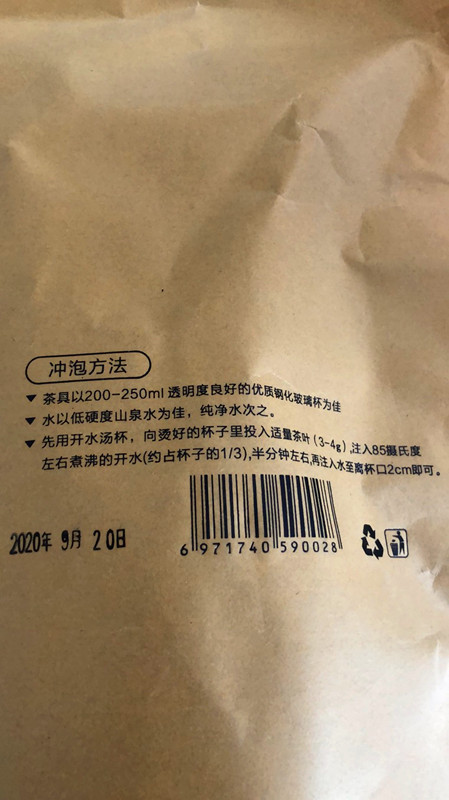 冲泡方法
▼ 茶具以200-250ml 透明度良好的优质钢化玻璃杯为佳
▼ 水以低硬度山泉水为佳，纯净水次之。
▼ 先用开水汤杯，向烫好的杯子里投入适量茶叶(3-4g),注入85摄氏度
左右煮沸的开水(约占杯子的1/3),半分钟左右,再注入水至离杯口2cm即可。
2020年 9月 20日
6 971740 590028